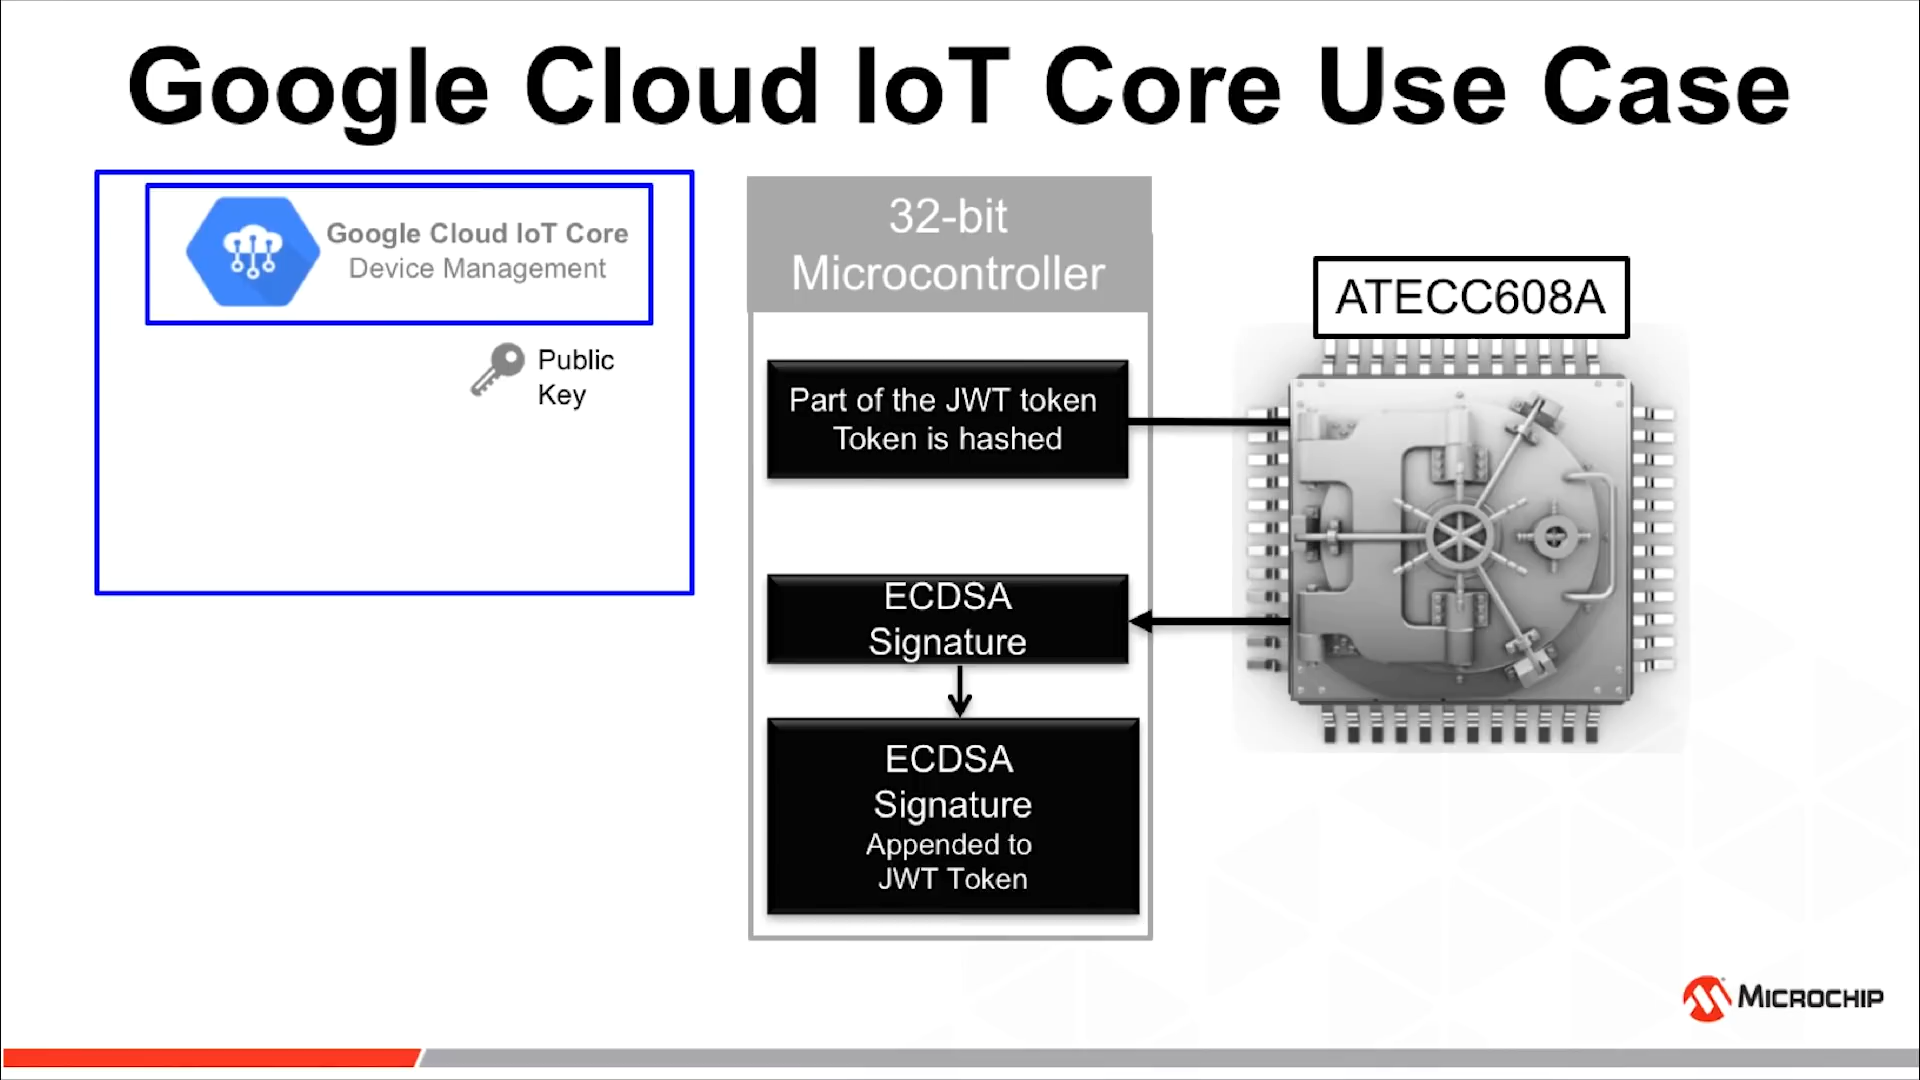 Google Cloud IoT Core Use Case
Google Cloud IoT Core
Device Management
Public
Key
32-bit
Microcontroller
Part of the JWT token
Token is hashed
ECDSA
Signature
ECDSA
Signature
Appended to
JWT Token
ATECC608A
MICROCHIP